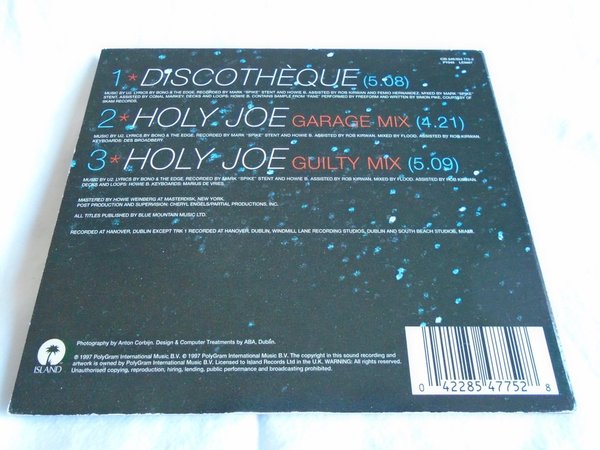 CID 649/854 775-2
1* DISCOTHÈQUE (5.08)
MUSIC BY U2. LYRICS BY BONO & THE EDGE. RECORDED BY MARK "SPIKE" STENT AND HOWIE B. ASSISTED BY ROB KIRWAN AND FEMIO HERNANDEZ. MIXED BY MARK "SPIKE"
STENT. ASSISTED BY CONAL MARKEY. DECKS AND LOOPS: HOWIE B. CONTAINS SAMPLE FROM "FANE" PERFORMED BY FREEFORM AND WRITTEN BY SIMON PIKE, COURTESY OF
SKAM RECORDS.
2* HOLY JOE GARAGE MIX (4.21)
MUSIC BY U2. LYRICS BY BONO & THE EDGE. RECORDED BY MARK "SPIKE" STENT AND HOWIE B. ASSISTED BY ROB KIRWAN. MIXED BY FLOOD. ASSISTED BY ROB KIRWAN.
KEYBOARDS: DES BROADBERY.
3* HOLY JOE GUILTY MIX (5.09)
MUSIC BY U2. LYRICS BY BONO & THE EDGE. RECORDED BY MARK "SPIKE" STENT AND HOWIE B. ASSISTED BY ROB KIRWAN. MIXED BY FLOOD. ASSISTED BY ROB KIRWAN.
DECKS AND LOOPS: HOWIE B. KEYBOARDS: MARIUS DE VRIES.
MASTERED BY HOWIE WEINBERG AT MASTERDISK, NEW YORK.
POST PRODUCTION AND SUPERVISION: CHERYL ENGELS/PARTIAL PRODUCTIONS, INC.
ALL TITLES PUBLISHED BY BLUE MOUNTAIN MUSIC LTD.
RECORDED AT HANOVER, DUBLIN EXCEPT TRK 1 RECORDED AT HANOVER, DUBLIN, WINDMILL LANE RECORDING STUDIOS, DUBLIN AND SOUTH BEACH STUDIOS, MIAMI.
Photography by Anton Corbijn. Design & Computer Treatments by ABA, Dublin.
℗ 1997 PolyGram International Music B.V. © 1997 PolyGram International Music B.V. The copyright in this sound recording and
artwork is owned by PolyGram International Music B.V. Licensed to Island Records Ltd in the U.K. WARNING: All Rights Reserved.
Unauthorised copying, reproduction, hiring, lending, public performance and broadcasting prohibited.
ISLAND
0 42285 47752 8